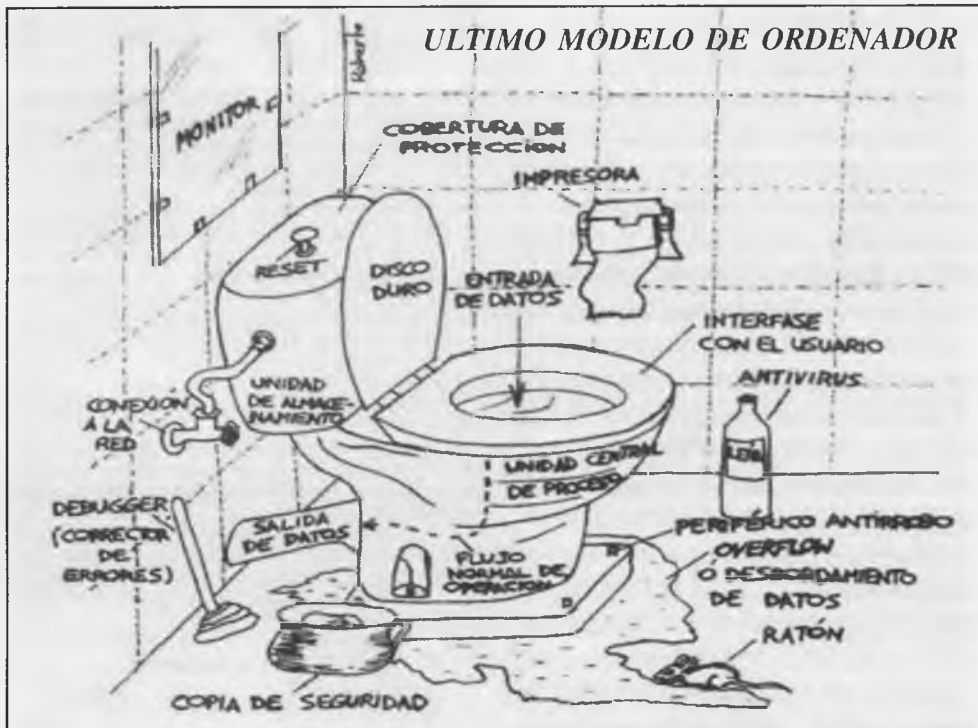 ULTIMO MODELO DE ORDENADOR
Roberto
MONITOR
COBERTURA DE
PROTECCION
IMPRESORA
RESET
DISCO
DURO
ENTRADA
DE DATOS
INTERFASE
CON EL USUARIO
ANTIVIRUS
LEJIA
UNIDAD
DE ALMACE-
NAMIENTO
CONEXION
A LA
RED
UNIDAD CENTRAL
DE PROCESO
DEBUGGER
(CORRECTOR
DE
ERRORES)
SALIDA
DE DATOS
FLUJO
NORMAL DE
OPERACION
PERIFÉRICO ANTIRROBO
OVERFLOW
O DESBORDAMIENTO
DE DATOS
RATÓN
COPIA DE SEGURIDAD